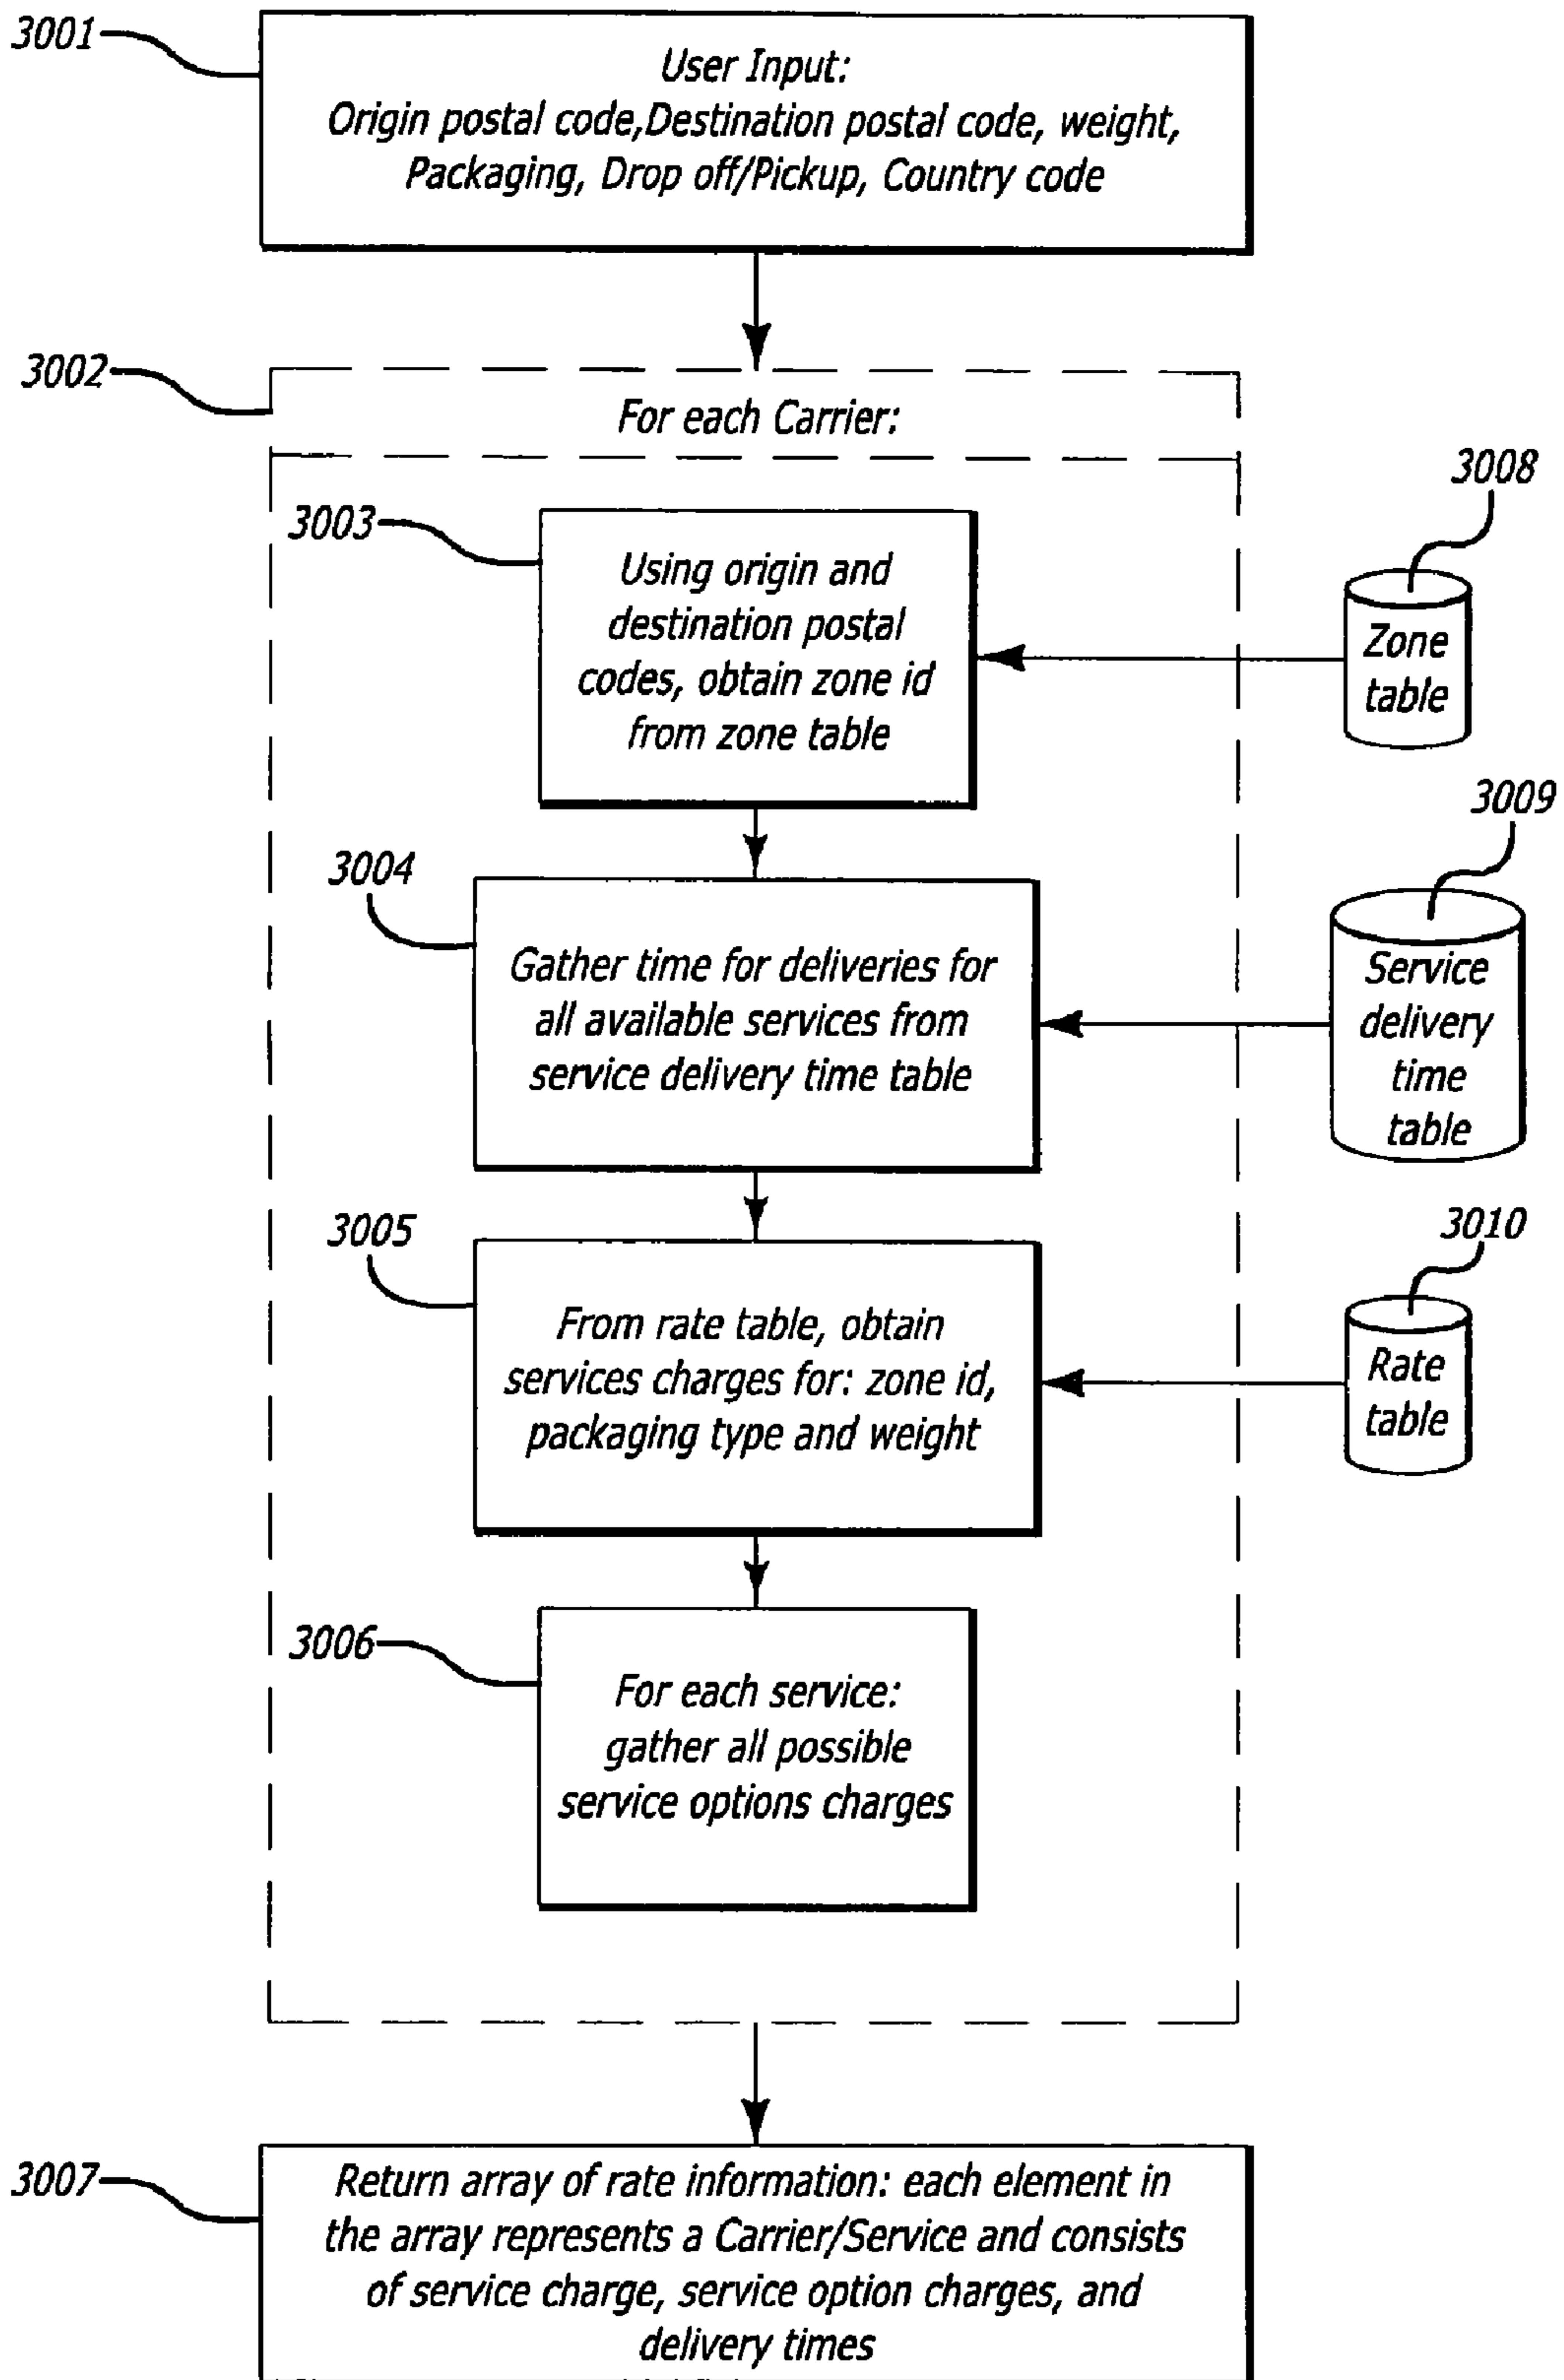 3001
User Input:
Origin postal code,Destination postal code, weight,
Packaging, Drop off/Pickup, Country code
3002
For each Carrier:
3003
Using origin and
destination postal
codes, obtain zone id
from zone table
3008
Zone
table
3004
Gather time for deliveries for
all available services from
service delivery time table
3009
Service
delivery
time
table
3005
From rate table, obtain
services charges for: zone id,
packaging type and weight
3010
Rate
table
3006
For each service:
gather all possible
service options charges
3007
Return array of rate information: each element in
the array represents a Carrier/Service and consists
of service charge, service option charges, and
delivery times